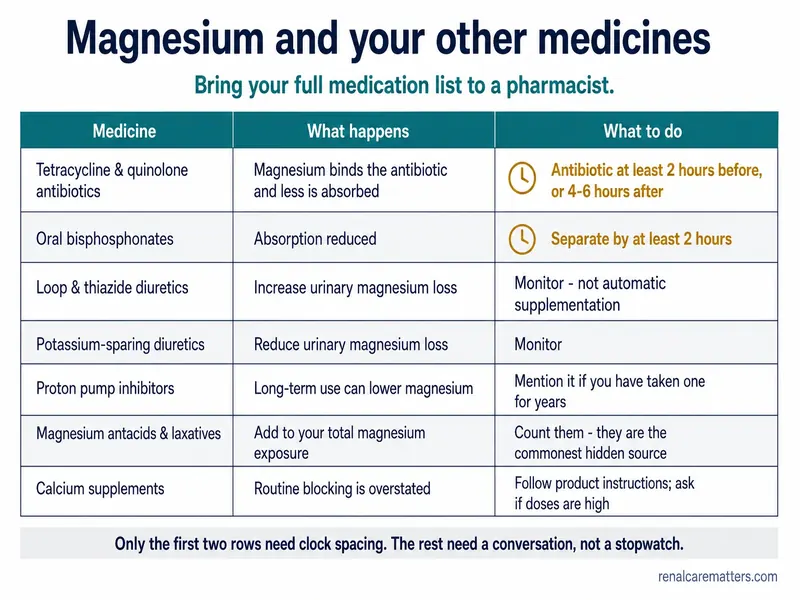 Magnesium and your other medicines
Bring your full medication list to a pharmacist.
Medicine
What happens
What to do
Tetracycline & quinolone
antibiotics
Magnesium binds the antibiotic
and less is absorbed
Antibiotic at least 2 hours before,
or 4-6 hours after
Oral bisphosphonates
Absorption reduced
Separate by at least 2 hours
Loop & thiazide diuretics
Increase urinary magnesium loss
Monitor - not automatic
supplementation
Potassium-sparing diuretics
Reduce urinary magnesium loss
Monitor
Proton pump inhibitors
Long-term use can lower magnesium
Mention it if you have taken one
for years
Magnesium antacids & laxatives
Add to your total magnesium
exposure
Count them - they are the
commonest hidden source
Calcium supplements
Routine blocking is overstated
Follow product instructions; ask
if doses are high
Only the first two rows need clock spacing. The rest need a conversation, not a stopwatch.
renalcarematters.com